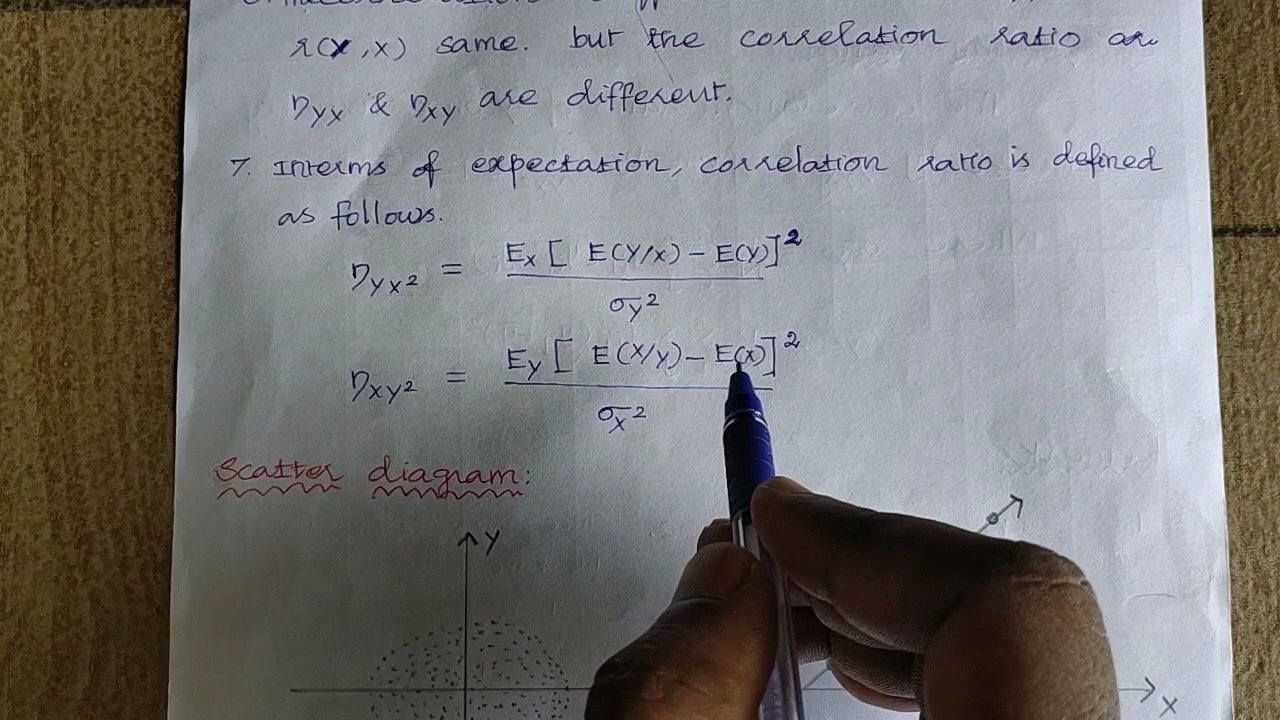 r(x,x) same. but the correlation ratio are
ηyx & ηxy are different.
7. Interms of expectation, correlation ratio is defined
as follows.
ηyx² = Ex [ E(Y/x) - E(Y)]² / σy²
ηxy² = Ey [ E(X/y) - E(x)]² / σx²
Scatter diagram:
Y
X